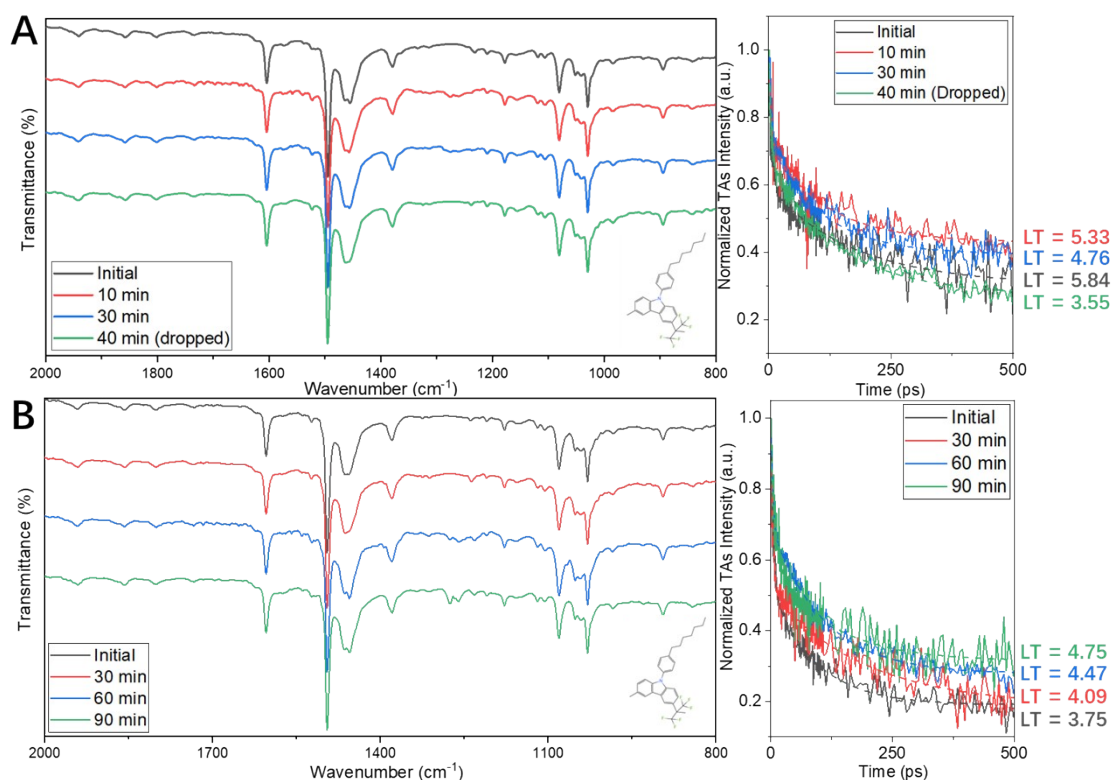 A
Transmittance (%)
Initial
10 min
30 min
40 min (dropped)
2000 1800 1600 1400 1200 1000 800
Wavenumber (cm⁻¹)
Normalized TAs Intensity (a.u.)
1.0
0.8
0.6
0.4
0.2
Initial
10 min
30 min
40 min (Dropped)
LT = 5.33
LT = 4.76
LT = 5.84
LT = 3.55
0 500
Time (ps)
B
Transmittance (%)
Initial
30 min
60 min
90 min
2000 1700 1400 1100 800
Wavenumber (cm⁻¹)
Normalized TAs Intensity (a.u.)
1.0
0.8
0.6
0.4
0.2
Initial
30 min
60 min
90 min
LT = 4.75
LT = 4.47
LT = 4.09
LT = 3.75
0 500
Time (ps)